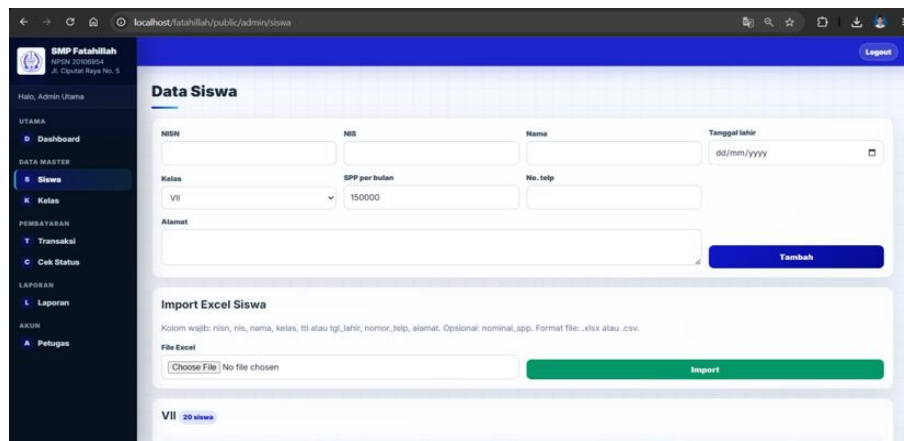 localhost/fatahillah/public/admin/siswa
SMP Fatahillah
NPSN 20106954
Jl. Ciputat Raya No. 5
Logout
Halo, Admin Utama
UTAMA
D Dashboard
DATA MASTER
S Siswa
K Kelas
PEMBAYARAN
T Transaksi
C Cek Status
LAPORAN
L Laporan
AKUN
A Petugas
Data Siswa
NISN NIS Nama Tanggal lahir
dd/mm/yyyy
Kelas SPP per bulan No. telp
VII 150000
Alamat
Tambah
Import Excel Siswa
Kolom wajib: nisn, nis, nama, kelas, ttl atau tgl_lahir, nomor_telp, alamat. Opsional: nominal_spp. Format file: .xlsx atau .csv.
File Excel
Choose File No file chosen
Import
VII 20 siswa